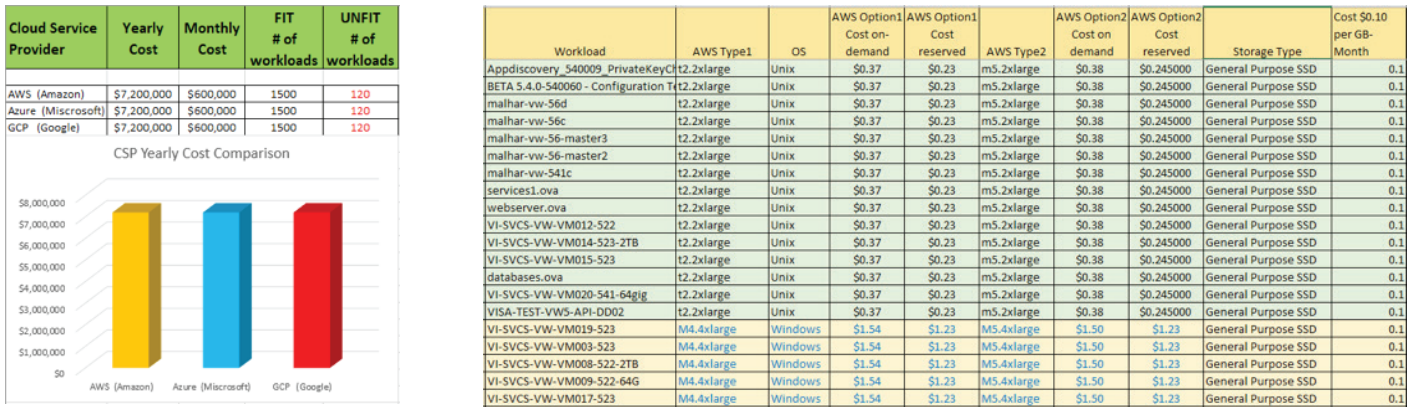 Cloud Service Provider Yearly Cost Monthly Cost FIT # of workloads UNFIT # of workloads
AWS (Amazon) $7,200,000 $600,000 1500 120
Azure (Miscrosoft) $7,200,000 $600,000 1500 120
GCP (Google) $7,200,000 $600,000 1500 120
CSP Yearly Cost Comparison
$8,000,000
$7,000,000
$6,000,000
$5,000,000
$4,000,000
$3,000,000
$2,000,000
$1,000,000
$0
AWS (Amazon) Azure (Miscrosoft) GCP (Google)
Workload AWS Type1 OS AWS Option1 Cost on-demand AWS Option1 Cost reserved AWS Type2 AWS Option2 Cost on demand AWS Option2 Cost reserved Storage Type Cost $0.10 per GB-Month
Appdiscovery_540009_PrivateKeyCh t2.2xlarge Unix $0.37 $0.23 m5.2xlarge $0.38 $0.245000 General Purpose SSD 0.1
BETA 5.4.0-540060 - Configuration Te t2.2xlarge Unix $0.37 $0.23 m5.2xlarge $0.38 $0.245000 General Purpose SSD 0.1
malhar-vw-56d t2.2xlarge Unix $0.37 $0.23 m5.2xlarge $0.38 $0.245000 General Purpose SSD 0.1
malhar-vw-56c t2.2xlarge Unix $0.37 $0.23 m5.2xlarge $0.38 $0.245000 General Purpose SSD 0.1
malhar-vw-56-master3 t2.2xlarge Unix $0.37 $0.23 m5.2xlarge $0.38 $0.245000 General Purpose SSD 0.1
malhar-vw-56-master2 t2.2xlarge Unix $0.37 $0.23 m5.2xlarge $0.38 $0.245000 General Purpose SSD 0.1
malhar-vw-541c t2.2xlarge Unix $0.37 $0.23 m5.2xlarge $0.38 $0.245000 General Purpose SSD 0.1
services1.ova t2.2xlarge Unix $0.37 $0.23 m5.2xlarge $0.38 $0.245000 General Purpose SSD 0.1
webserver.ova t2.2xlarge Unix $0.37 $0.23 m5.2xlarge $0.38 $0.245000 General Purpose SSD 0.1
VI-SVCS-VW-VM012-522 t2.2xlarge Unix $0.37 $0.23 m5.2xlarge $0.38 $0.245000 General Purpose SSD 0.1
VI-SVCS-VW-VM014-523-2TB t2.2xlarge Unix $0.37 $0.23 m5.2xlarge $0.38 $0.245000 General Purpose SSD 0.1
VI-SVCS-VW-VM015-523 t2.2xlarge Unix $0.37 $0.23 m5.2xlarge $0.38 $0.245000 General Purpose SSD 0.1
databases.ova t2.2xlarge Unix $0.37 $0.23 m5.2xlarge $0.38 $0.245000 General Purpose SSD 0.1
VI-SVCS-VW-VM020-541-64gig t2.2xlarge Unix $0.37 $0.23 m5.2xlarge $0.38 $0.245000 General Purpose SSD 0.1
VISA-TEST-VW5-API-DD02 t2.2xlarge Unix $0.37 $0.23 m5.2xlarge $0.38 $0.245000 General Purpose SSD 0.1
VI-SVCS-VW-VM019-523 M4.4xlarge Windows $1.54 $1.23 M5.4xlarge $1.50 $1.23 General Purpose SSD 0.1
VI-SVCS-VW-VM003-523 M4.4xlarge Windows $1.54 $1.23 M5.4xlarge $1.50 $1.23 General Purpose SSD 0.1
VI-SVCS-VW-VM008-522-2TB M4.4xlarge Windows $1.54 $1.23 M5.4xlarge $1.50 $1.23 General Purpose SSD 0.1
VI-SVCS-VW-VM009-522-64G M4.4xlarge Windows $1.54 $1.23 M5.4xlarge $1.50 $1.23 General Purpose SSD 0.1
VI-SVCS-VW-VM017-523 M4.4xlarge Windows $1.54 $1.23 M5.4xlarge $1.50 $1.23 General Purpose SSD 0.1